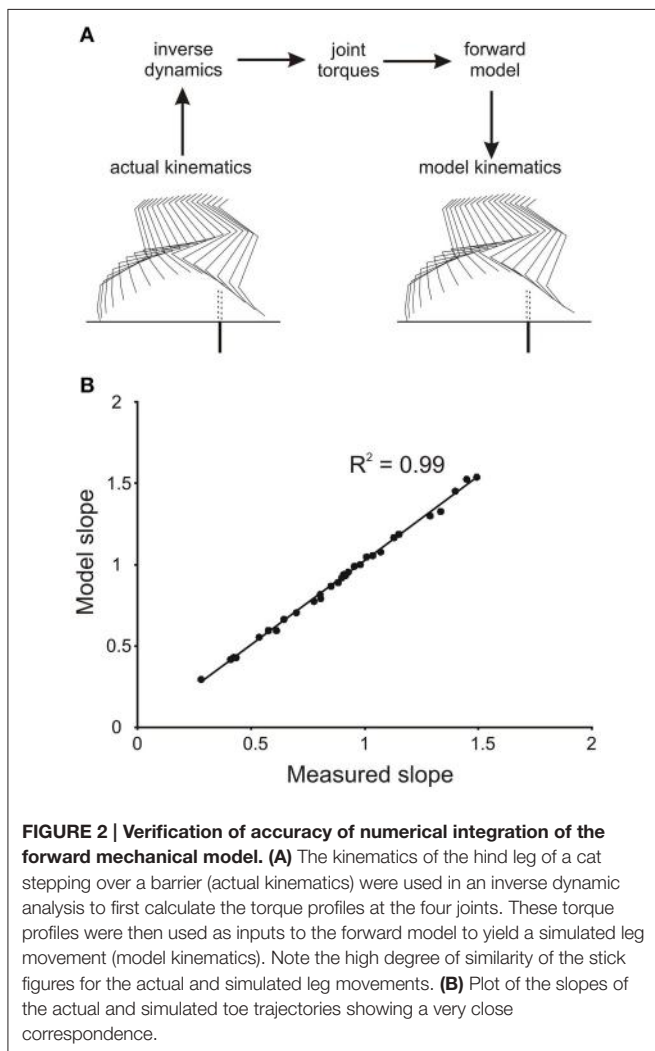 A
inverse dynamics
joint torques
forward model
actual kinematics
model kinematics
B
2
1.5
1
0.5
0
R² = 0.99
Model slope
0
0.5
1
1.5
2
Measured slope
FIGURE 2 | Verification of accuracy of numerical integration of the
forward mechanical model. (A) The kinematics of the hind leg of a cat
stepping over a barrier (actual kinematics) were used in an inverse dynamic
analysis to first calculate the torque profiles at the four joints. These torque
profiles were then used as inputs to the forward model to yield a simulated leg
movement (model kinematics). Note the high degree of similarity of the stick
figures for the actual and simulated leg movements. (B) Plot of the slopes of
the actual and simulated toe trajectories showing a very close
correspondence.